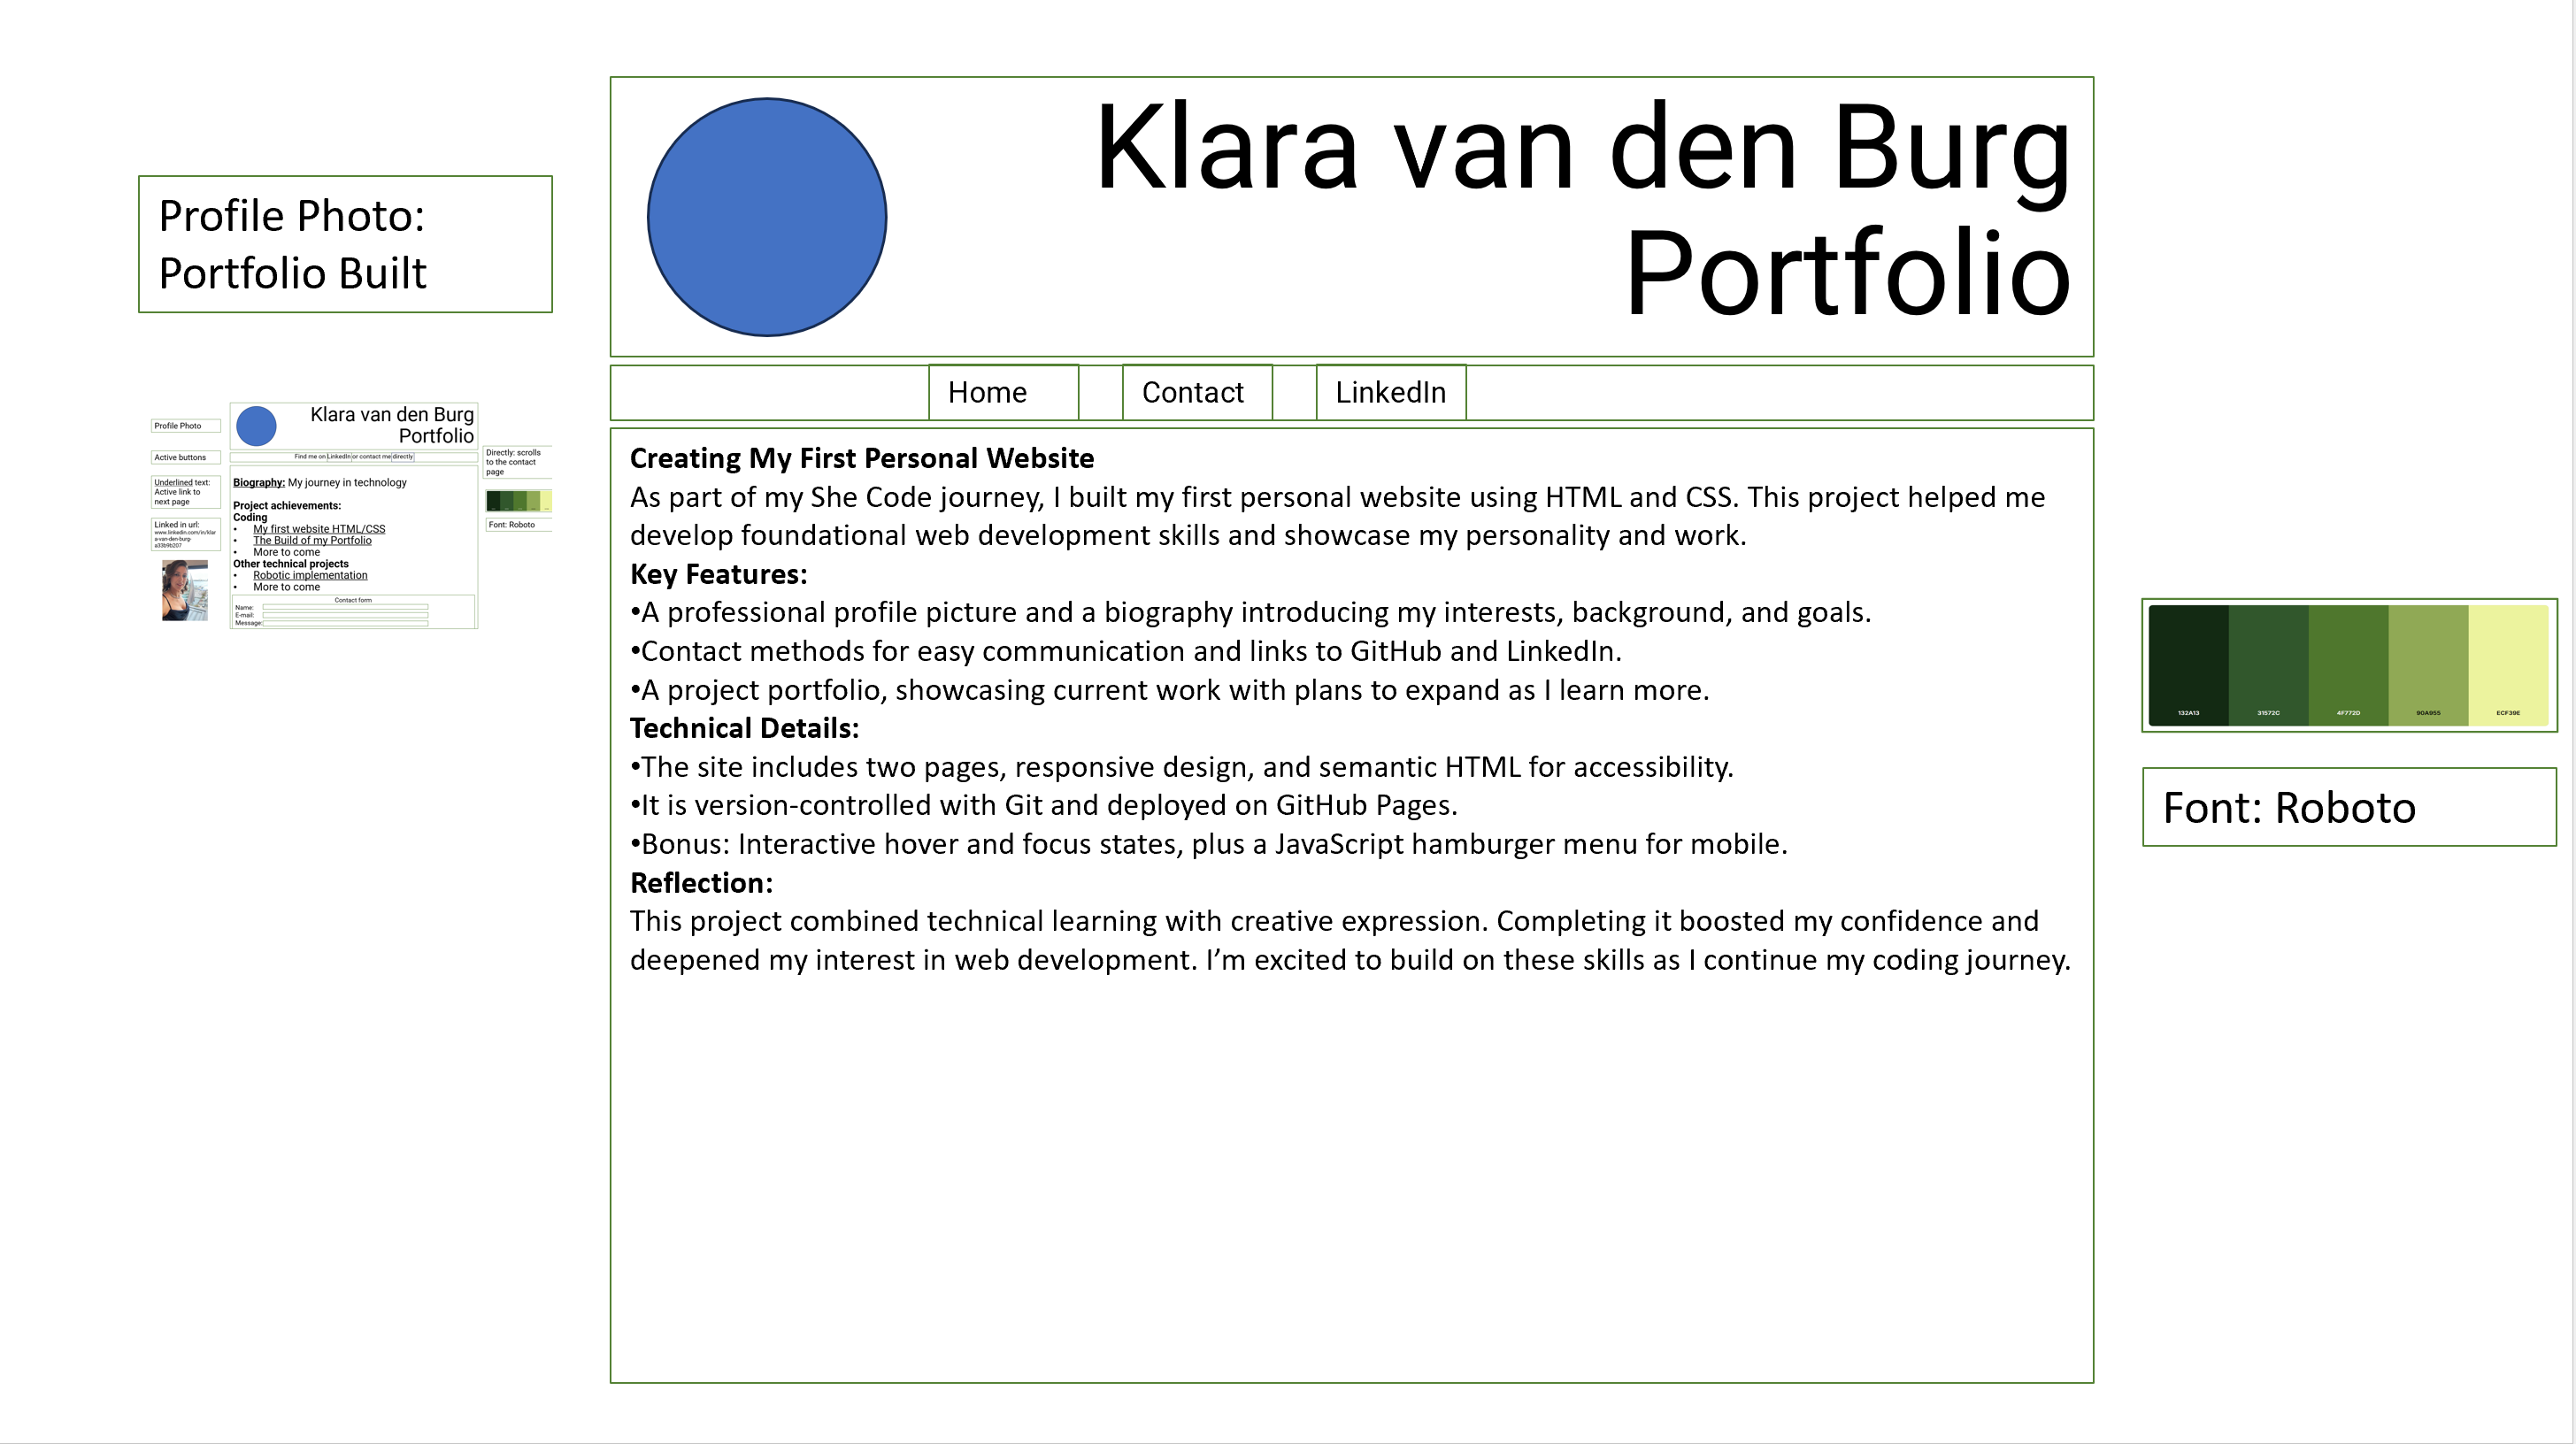 Klara van den Burg
Portfolio
Profile Photo:
Portfolio Built
Home
Contact
LinkedIn
Klara van den Burg
Portfolio
Profile Photo
Find me on LinkedIn or contact me directly
Active buttons
Directly: scrolls
to the contact
page
Underlined text:
Active link to
next page
Biography: My journey in technology
Project achievements:
Coding
• My first website HTML/CSS
• The Build of my Portfolio
• More to come
Other technical projects
• Robotic implementation
• More to come
Font: Roboto
Linked in url:
www.linkedin.com/in/klar
a-van-den-burg-
a33b9b207
Contact form
Name:
E-mail:
Message:
Creating My First Personal Website
As part of my She Code journey, I built my first personal website using HTML and CSS. This project helped me
develop foundational web development skills and showcase my personality and work.
Key Features:
•A professional profile picture and a biography introducing my interests, background, and goals.
•Contact methods for easy communication and links to GitHub and LinkedIn.
•A project portfolio, showcasing current work with plans to expand as I learn more.
Technical Details:
•The site includes two pages, responsive design, and semantic HTML for accessibility.
•It is version-controlled with Git and deployed on GitHub Pages.
•Bonus: Interactive hover and focus states, plus a JavaScript hamburger menu for mobile.
Reflection:
This project combined technical learning with creative expression. Completing it boosted my confidence and
deepened my interest in web development. I’m excited to build on these skills as I continue my coding journey.
132A13
31572C
4F772D
90A955
ECF39E
Font: Roboto